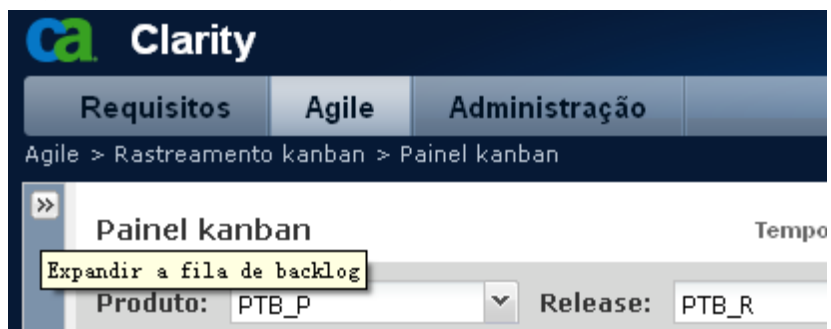 ca Clarity
Requisitos Agile Administração
Agile > Rastreamento kanban > Painel kanban
»
Painel kanban Tempo
Expandir a fila de backlog
Produto: PTB_P Release: PTB_R